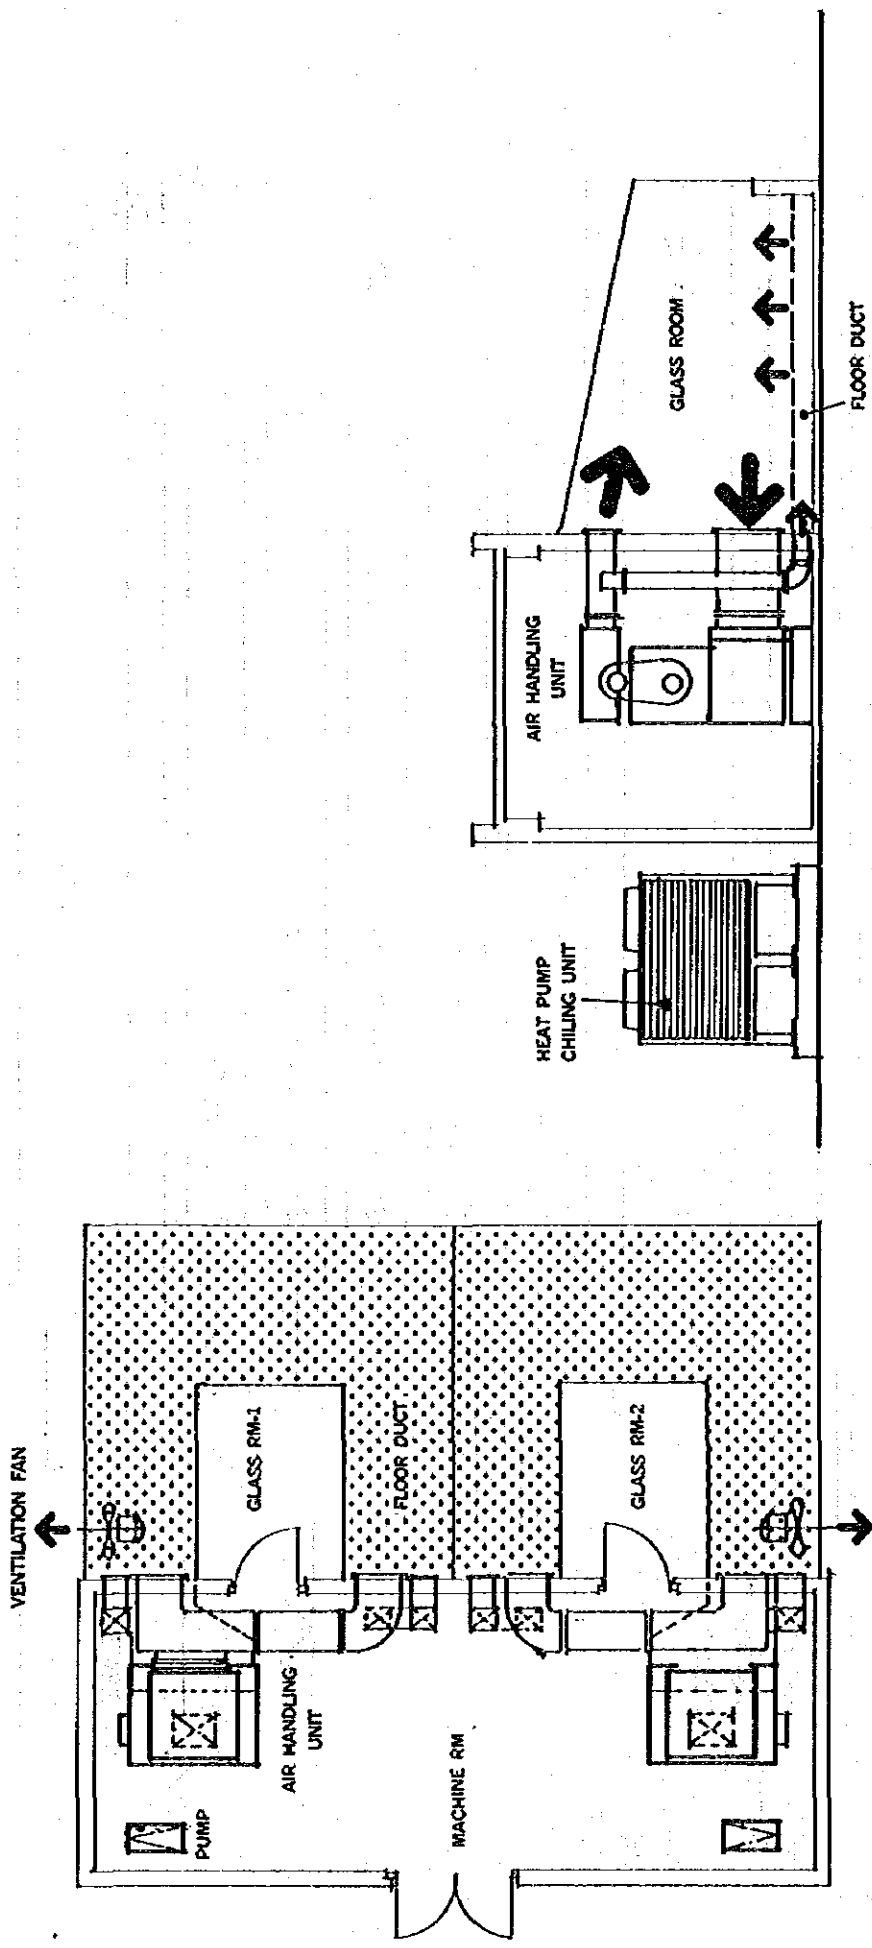 VENTILATION FAN
GLASS RM-1
FLOOR DUCT
GLASS RM-2
AIR HANDLING
UNIT
PUMP
MACHINE RM
HEAT PUMP
CHILING UNIT
AIR HANDLING
UNIT
GLASS ROOM
FLOOR DUCT